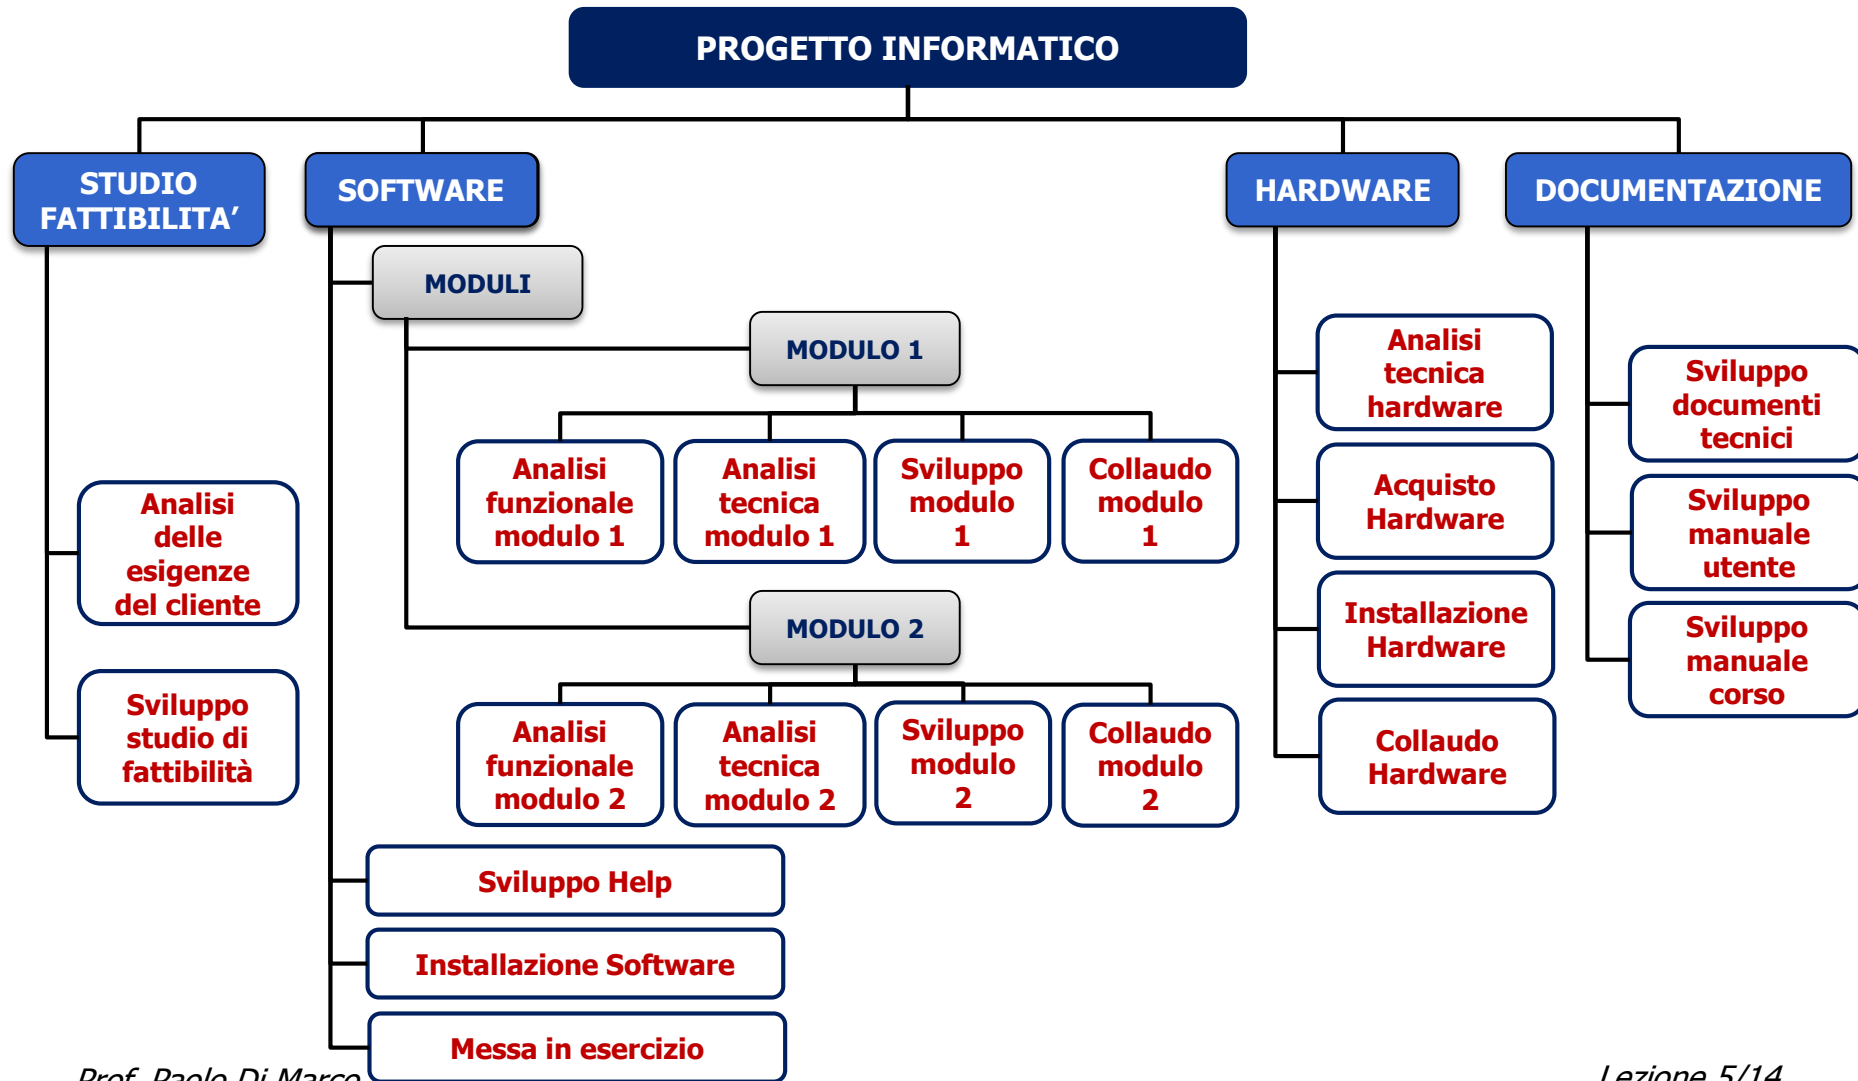 PROGETTO INFORMATICO
STUDIO
FATTIBILITA’
SOFTWARE
HARDWARE
DOCUMENTAZIONE
MODULI
MODULO 1
Analisi
funzionale
modulo 1
Analisi
tecnica
modulo 1
Sviluppo
modulo
1
Collaudo
modulo
1
MODULO 2
Analisi
funzionale
modulo 2
Analisi
tecnica
modulo 2
Sviluppo
modulo
2
Collaudo
modulo
2
Analisi
delle
esigenze
del cliente
Sviluppo
studio di
fattibilità
Sviluppo Help
Installazione Software
Messa in esercizio
Analisi
tecnica
hardware
Acquisto
Hardware
Installazione
Hardware
Collaudo
Hardware
Sviluppo
documenti
tecnici
Sviluppo
manuale
utente
Sviluppo
manuale
corso
Prof. Paolo Di Marco
Lezione 5/14